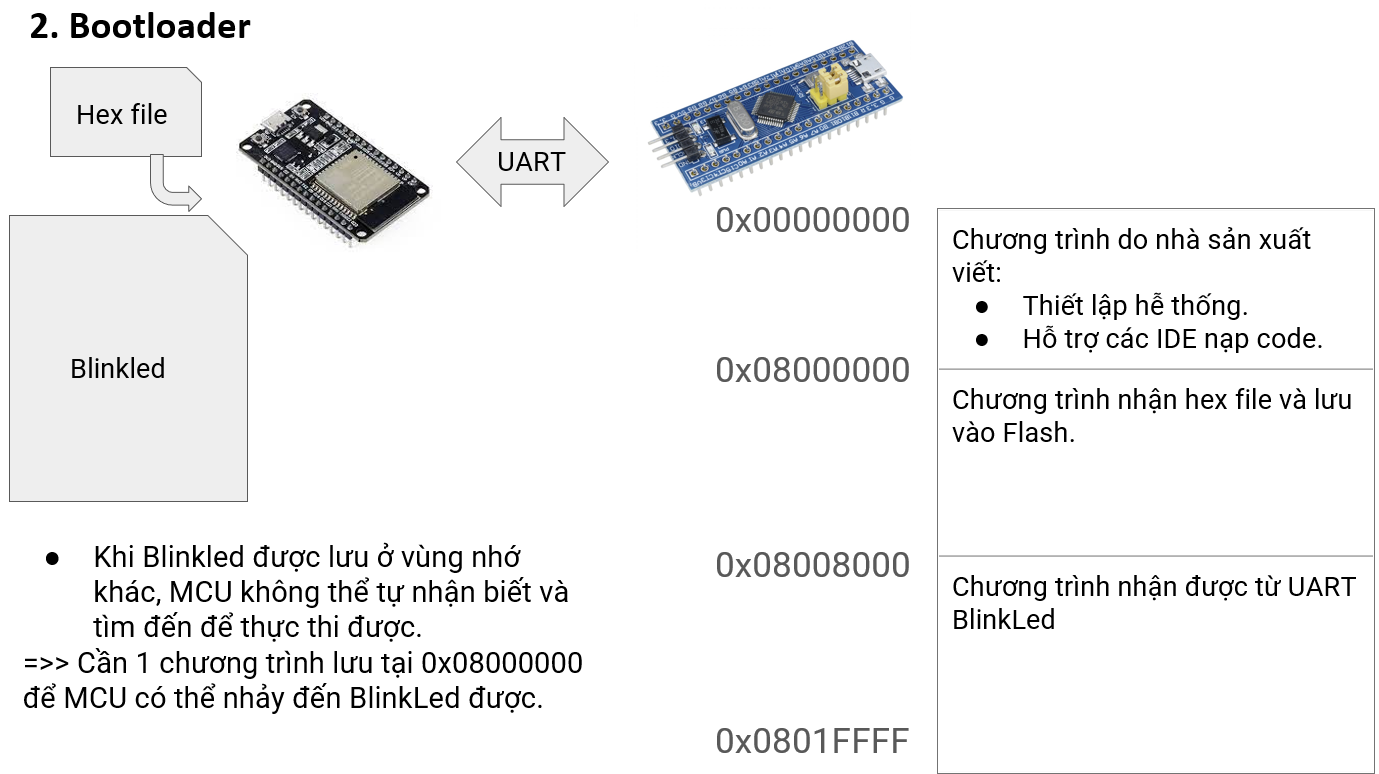 2. Bootloader
Hex file
UART
Blinkled
0x00000000
Chương trình do nhà sản xuất
viết:
● Thiết lập hễ thống.
● Hỗ trợ các IDE nạp code.
0x08000000
Chương trình nhận hex file và lưu
vào Flash.
0x08008000
Chương trình nhận được từ UART
BlinkLed
0x0801FFFF
● Khi Blinkled được lưu ở vùng nhớ
khác, MCU không thể tự nhận biết và
tìm đến để thực thi được.
=>> Cần 1 chương trình lưu tại 0x08000000
để MCU có thể nhảy đến BlinkLed được.